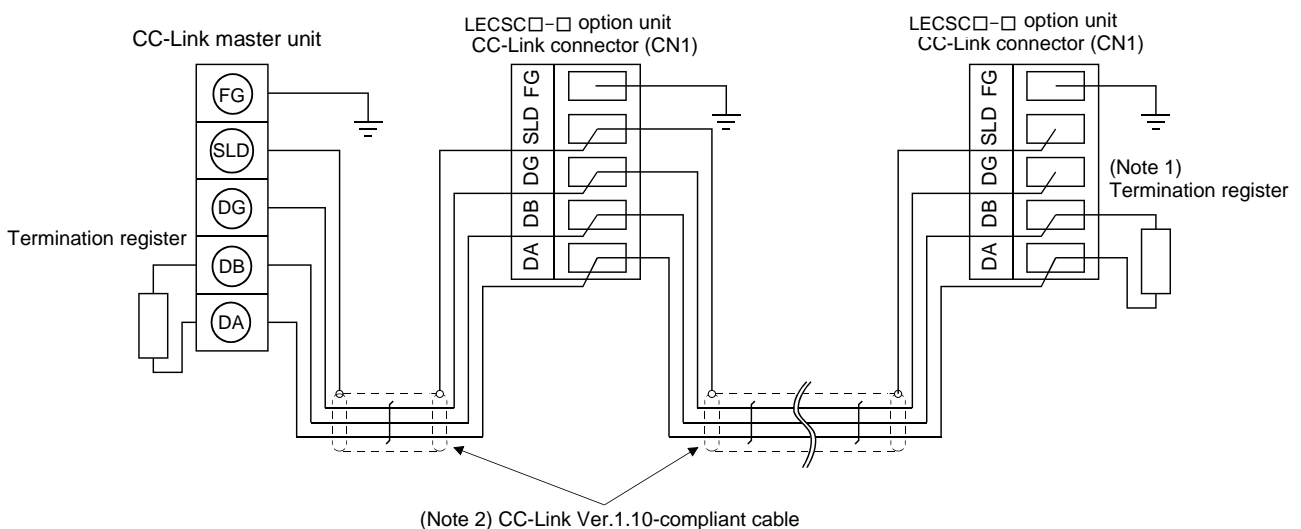 CC-Link master unit
FG
SLD
DG
DB
DA
Termination register
LECSC□-□ option unit
CC-Link connector (CN1)
FG
SLD
DG
DB
DA
LECSC□-□ option unit
CC-Link connector (CN1)
FG
SLD
DG
DB
DA
(Note 1)
Termination register
(Note 2) CC-Link Ver.1.10-compliant cable